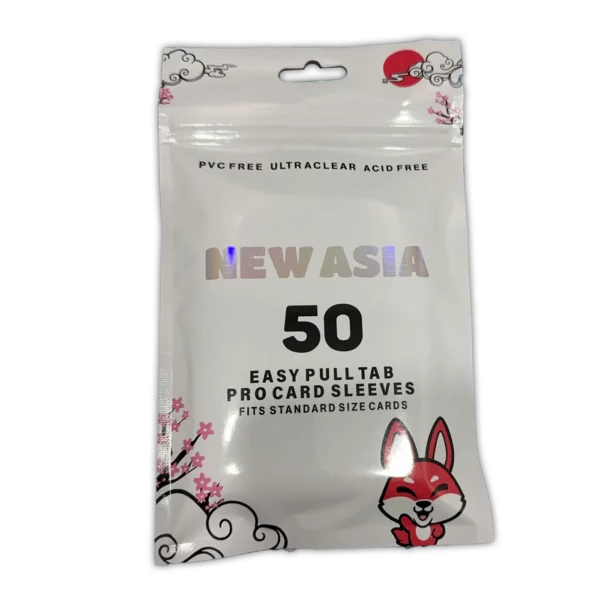 PVC FREE ULTRACLEAR ACID FREE
NEW ASIA
50
EASY PULL TAB
PRO CARD SLEEVES
FITS STANDARD SIZE CARDS